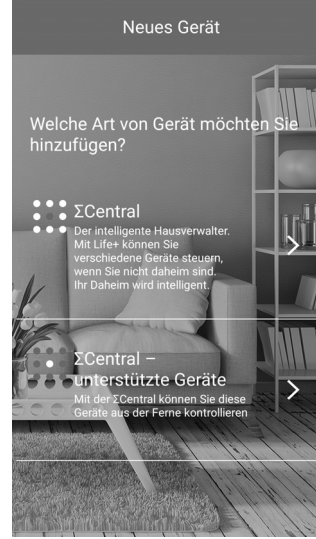 Neues Gerät
Welche Art von Gerät möchten Sie
hinzufügen?
ΣCentral
Der intelligente Hausverwalter.
Mit Life+ können Sie
verschiedene Geräte steuern,
wenn Sie nicht daheim sind.
Ihr Daheim wird intelligent.
ΣCentral –
unterstützte Geräte
Mit der ΣCentral können Sie diese
Geräte aus der Ferne kontrollieren